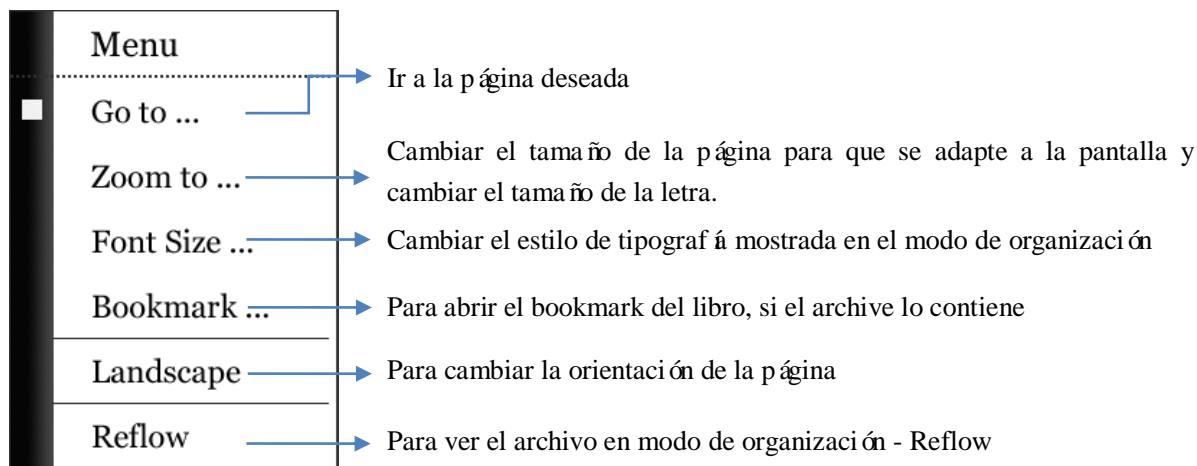 Menu
Go to ...
Ir a la página deseada
Zoom to ...
Cambiar el tamaño de la página para que se adapte a la pantalla y
cambiar el tamaño de la letra.
Font Size ...
Cambiar el estilo de tipografía mostrada en el modo de organización
Bookmark ...
Para abrir el bookmark del libro, si el archive lo contiene
Landscape
Para cambiar la orientación de la página
Reflow
Para ver el archivo en modo de organización - Reflow